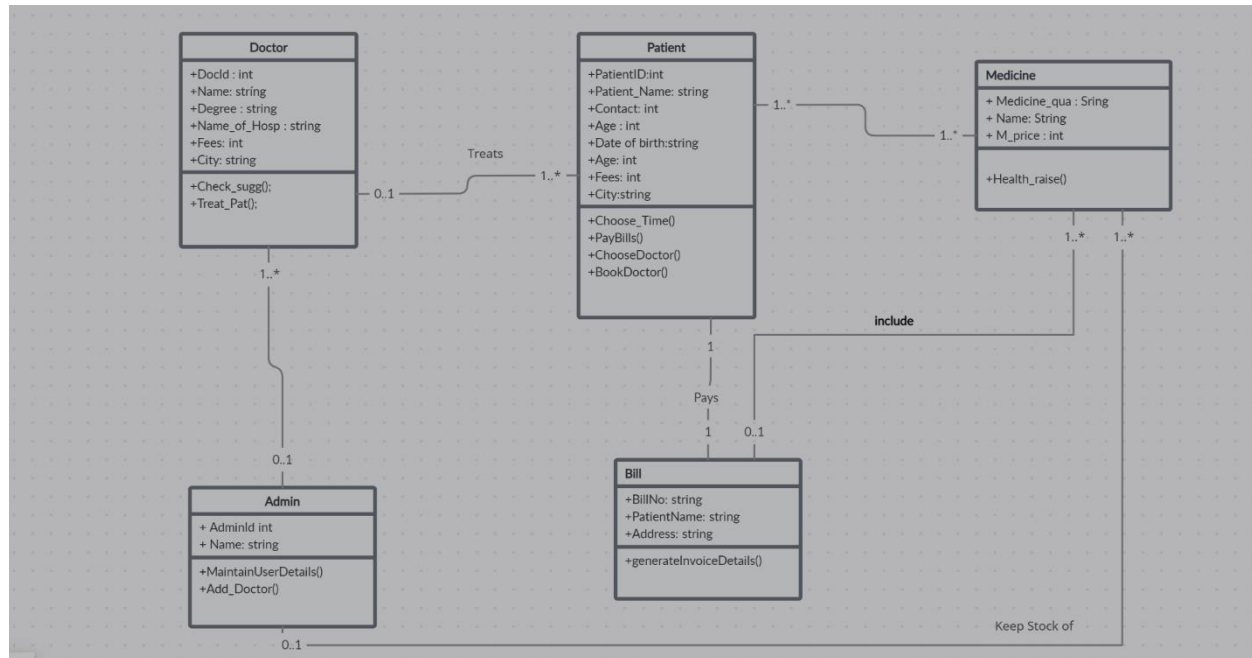 Doctor
+DocId : int
+Name: string
+Degree : string
+Name_of_Hosp : string
+Fees: int
+City: string
+Check_sugg();
+Treat_Pat();
Treats
0..1
1..*
Patient
+PatientID:int
+Patient_Name: string
+Contact: int
+Age : int
+Date of birth:string
+Age: int
+Fees: int
+City:string
+Choose_Time()
+PayBills()
+ChooseDoctor()
+BookDoctor()
1..*
1..*
Medicine
+ Medicine_qua : Sring
+ Name: String
+ M_price : int
+Health_raise()
1..*
1..*
1..*
0..1
include
1
Pays
1
0..1
Admin
+ AdminId int
+ Name: string
+MaintainUserDetails()
+Add_Doctor()
Bill
+BillNo: string
+PatientName: string
+Address: string
+generateInvoiceDetails()
Keep Stock of
0..1